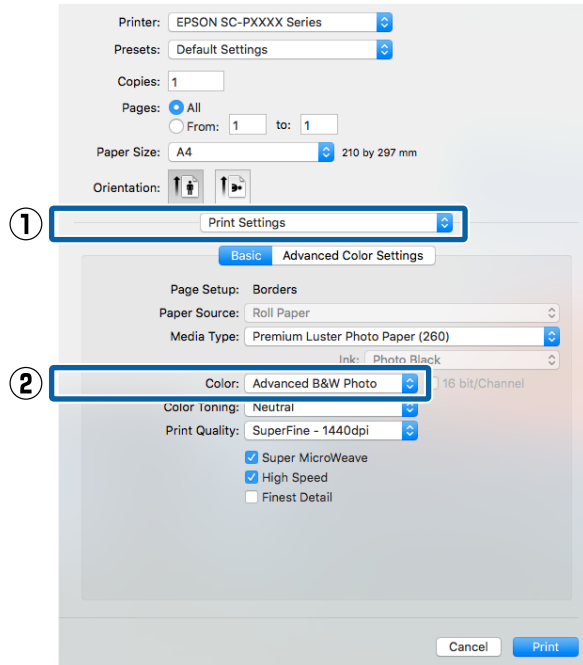 Printer: EPSON SC-PXXXX Series
Presets: Default Settings
Copies: 1
Pages: All
From: 1 to: 1
Paper Size: A4 210 by 297 mm
Orientation:
① Print Settings
Basic Advanced Color Settings
Page Setup: Borders
Paper Source: Roll Paper
Media Type: Premium Luster Photo Paper (260)
Ink: Photo Black
② Color: Advanced B&W Photo 16 bit/Channel
Color Toning: Neutral
Print Quality: SuperFine - 1440dpi
Super MicroWeave
High Speed
Finest Detail
Cancel Print